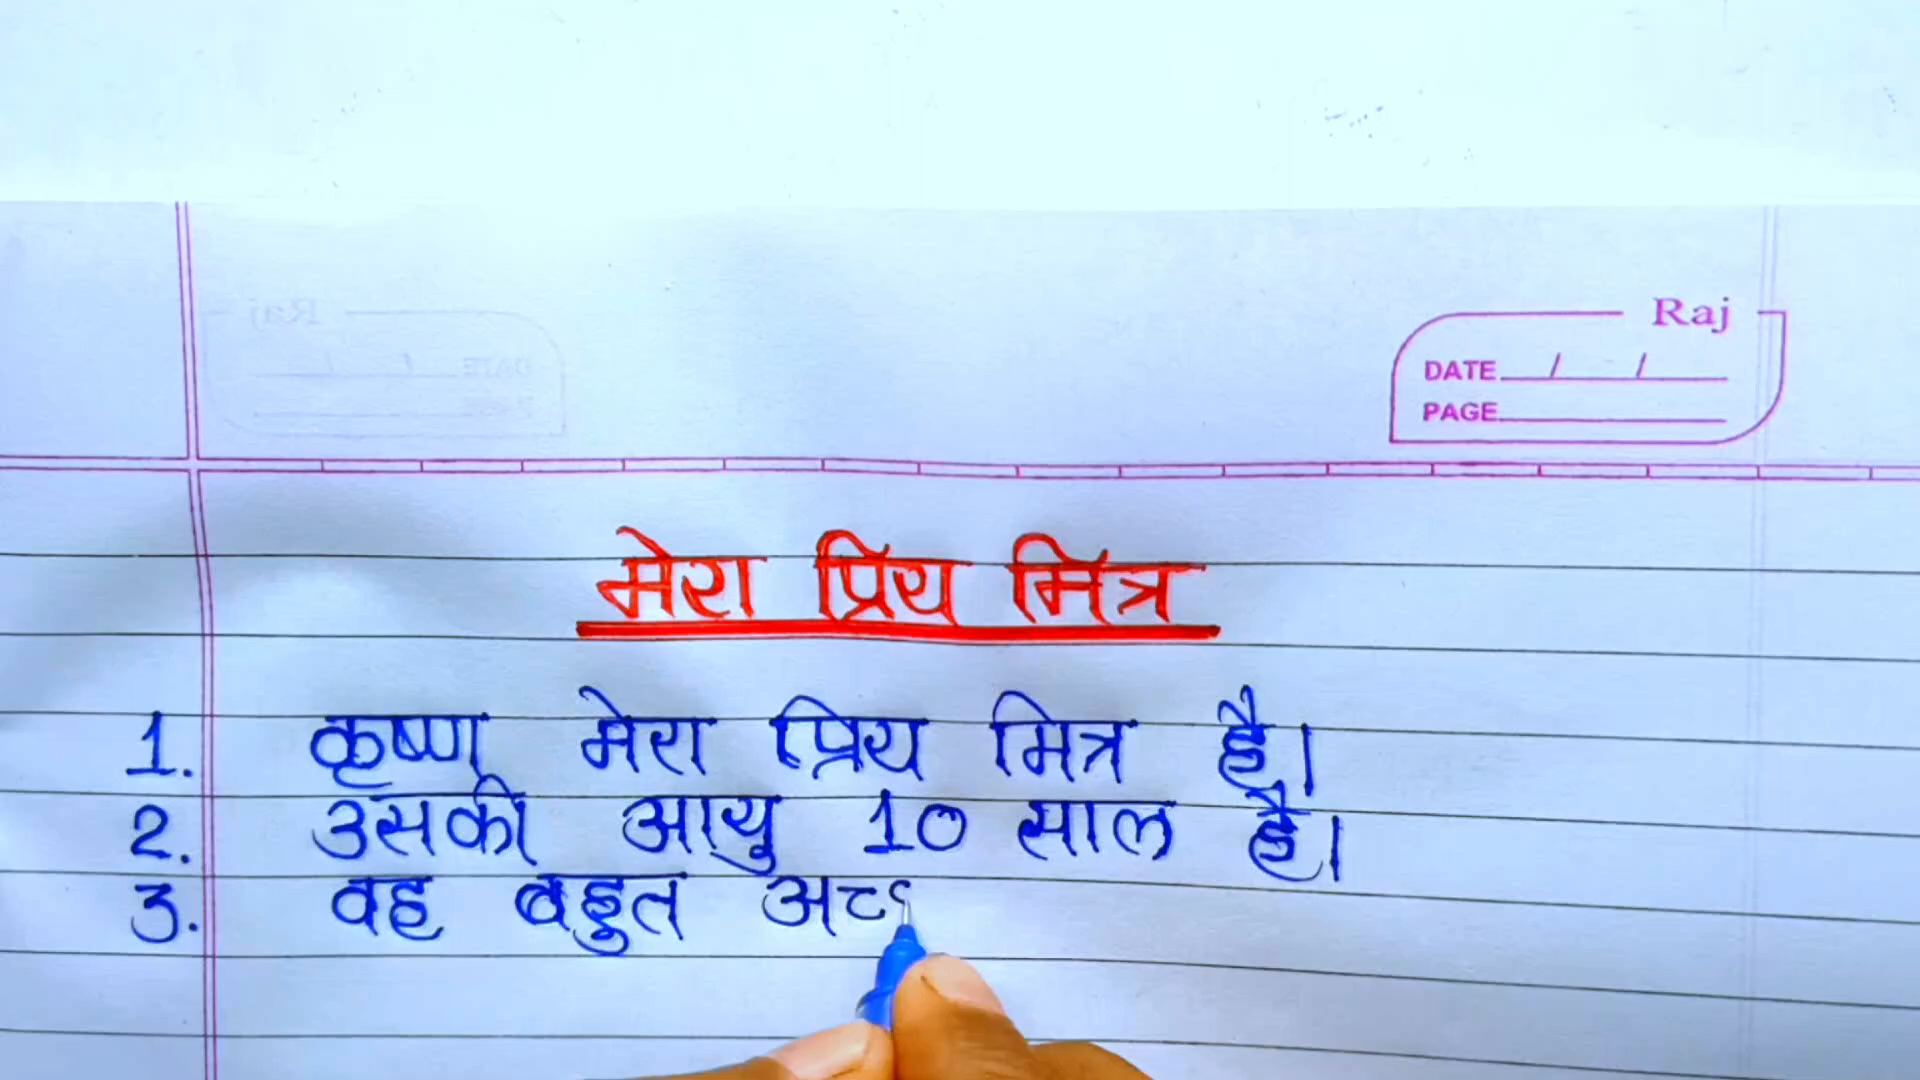 Raj
DATE / /
PAGE
मेरा प्रिय मित्र
1. कृष्ण मेरा प्रिय मित्र है।
2. उसकी आयु 10 साल है।
3. वह बहुत